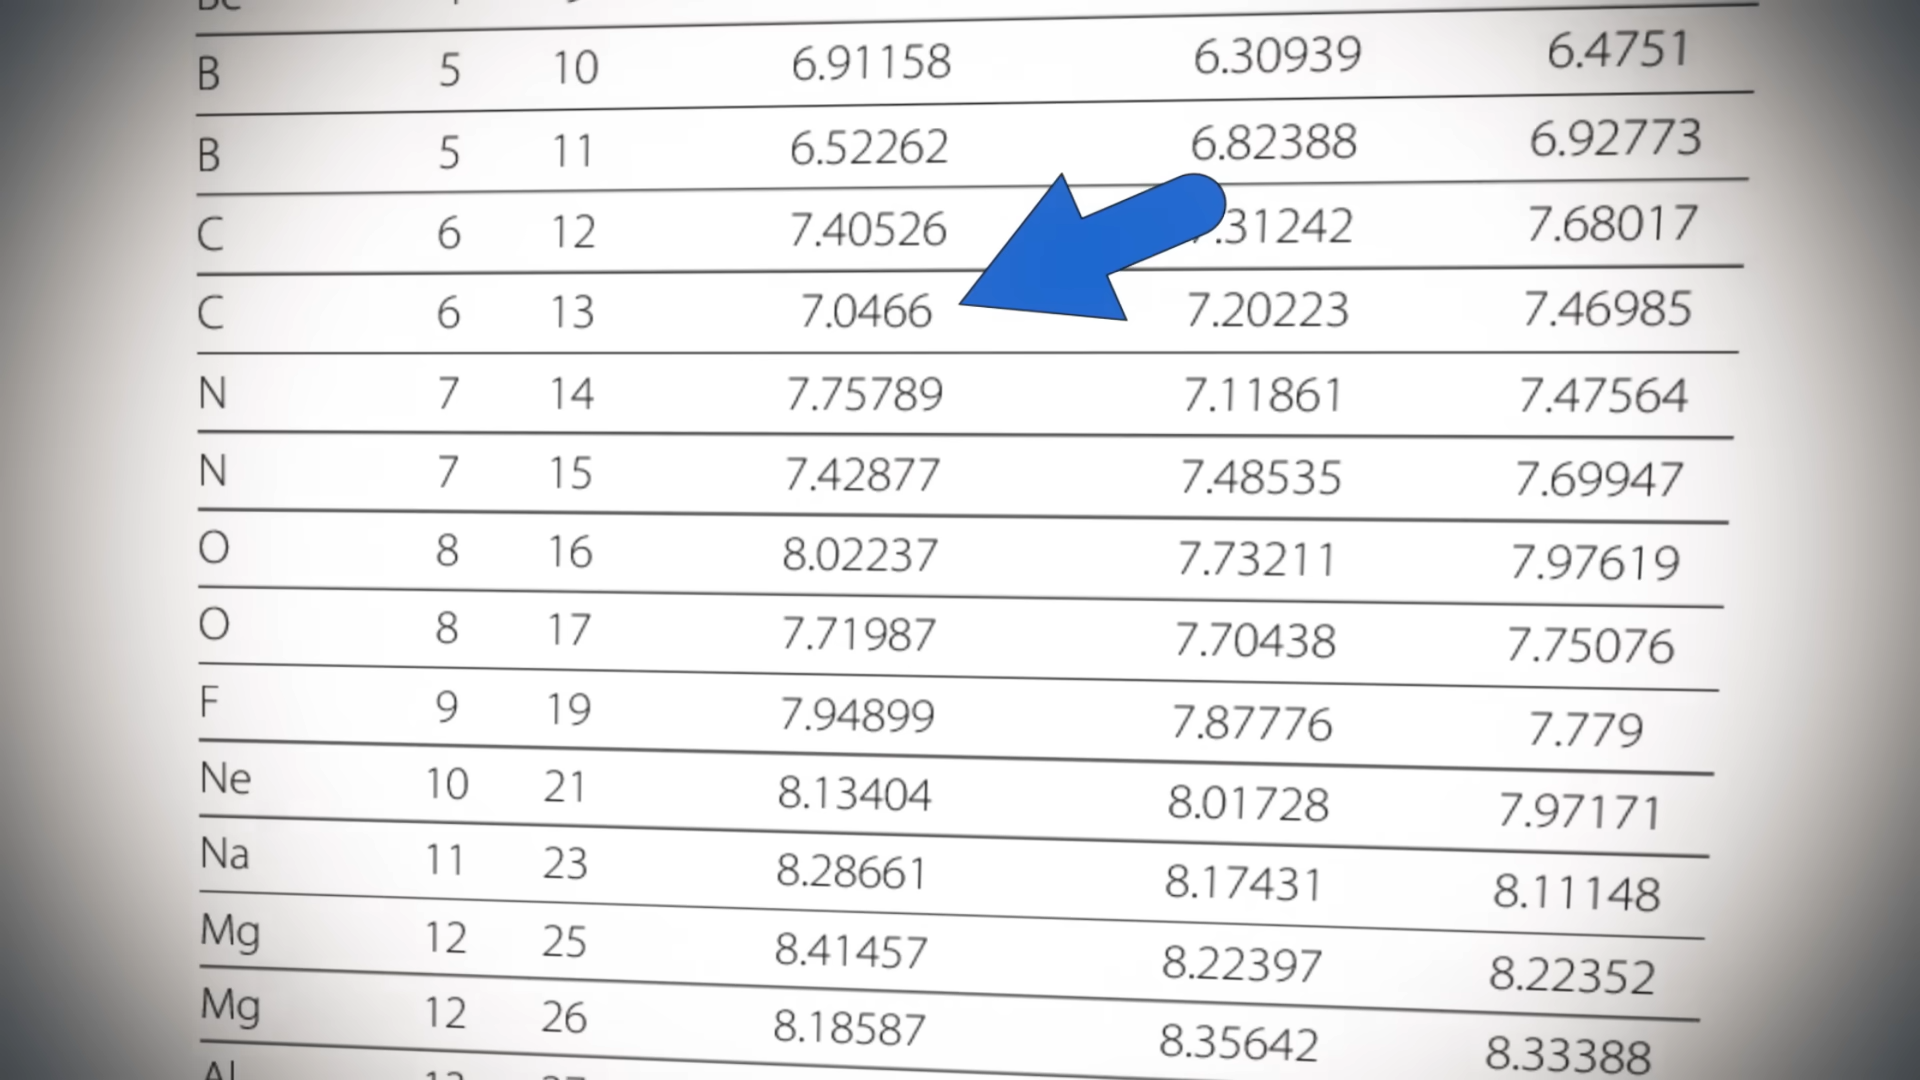 B 5 10 6.91158 6.30939 6.4751
B 5 11 6.52262 6.82388 6.92773
C 6 12 7.40526 .31242 7.68017
C 6 13 7.0466 7.20223 7.46985
N 7 14 7.75789 7.11861 7.47564
N 7 15 7.42877 7.48535 7.69947
O 8 16 8.02237 7.73211 7.97619
O 8 17 7.71987 7.70438 7.75076
F 9 19 7.94899 7.87776 7.779
Ne 10 21 8.13404 8.01728 7.97171
Na 11 23 8.28661 8.17431 8.11148
Mg 12 25 8.41457 8.22397 8.22352
Mg 12 26 8.18587 8.35642 8.33388